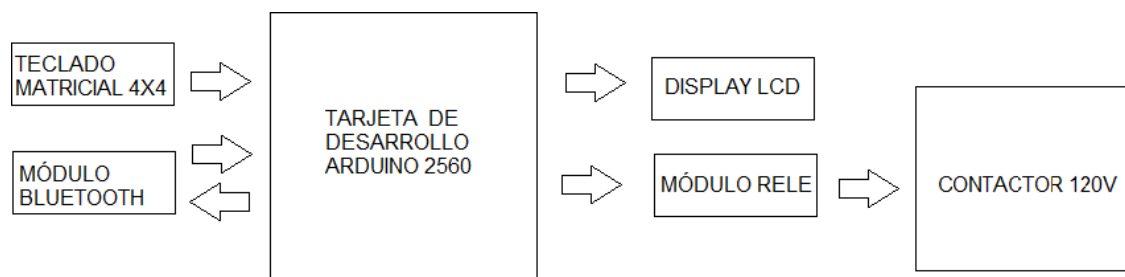 TECLADO
MATRICIAL 4X4
MÓDULO
BLUETOOTH
TARJETA DE
DESARROLLO
ARDUINO 2560
DISPLAY LCD
MÓDULO RELE
CONTACTOR 120V